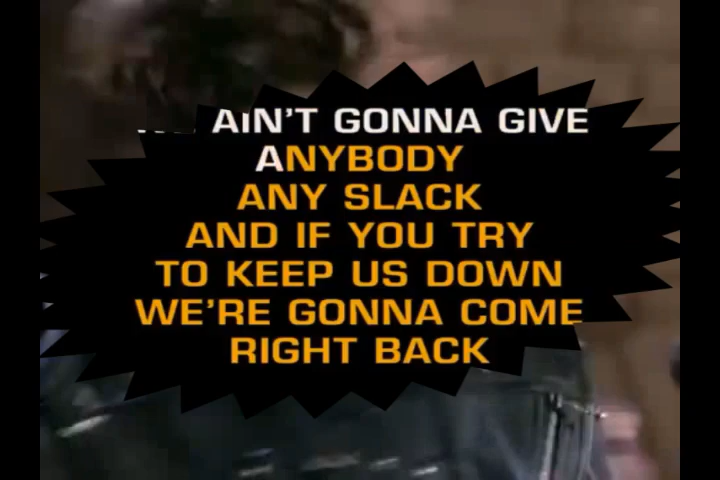 AIN'T GONNA GIVE
ANYBODY
ANY SLACK
AND IF YOU TRY
TO KEEP US DOWN
WE'RE GONNA COME
RIGHT BACK